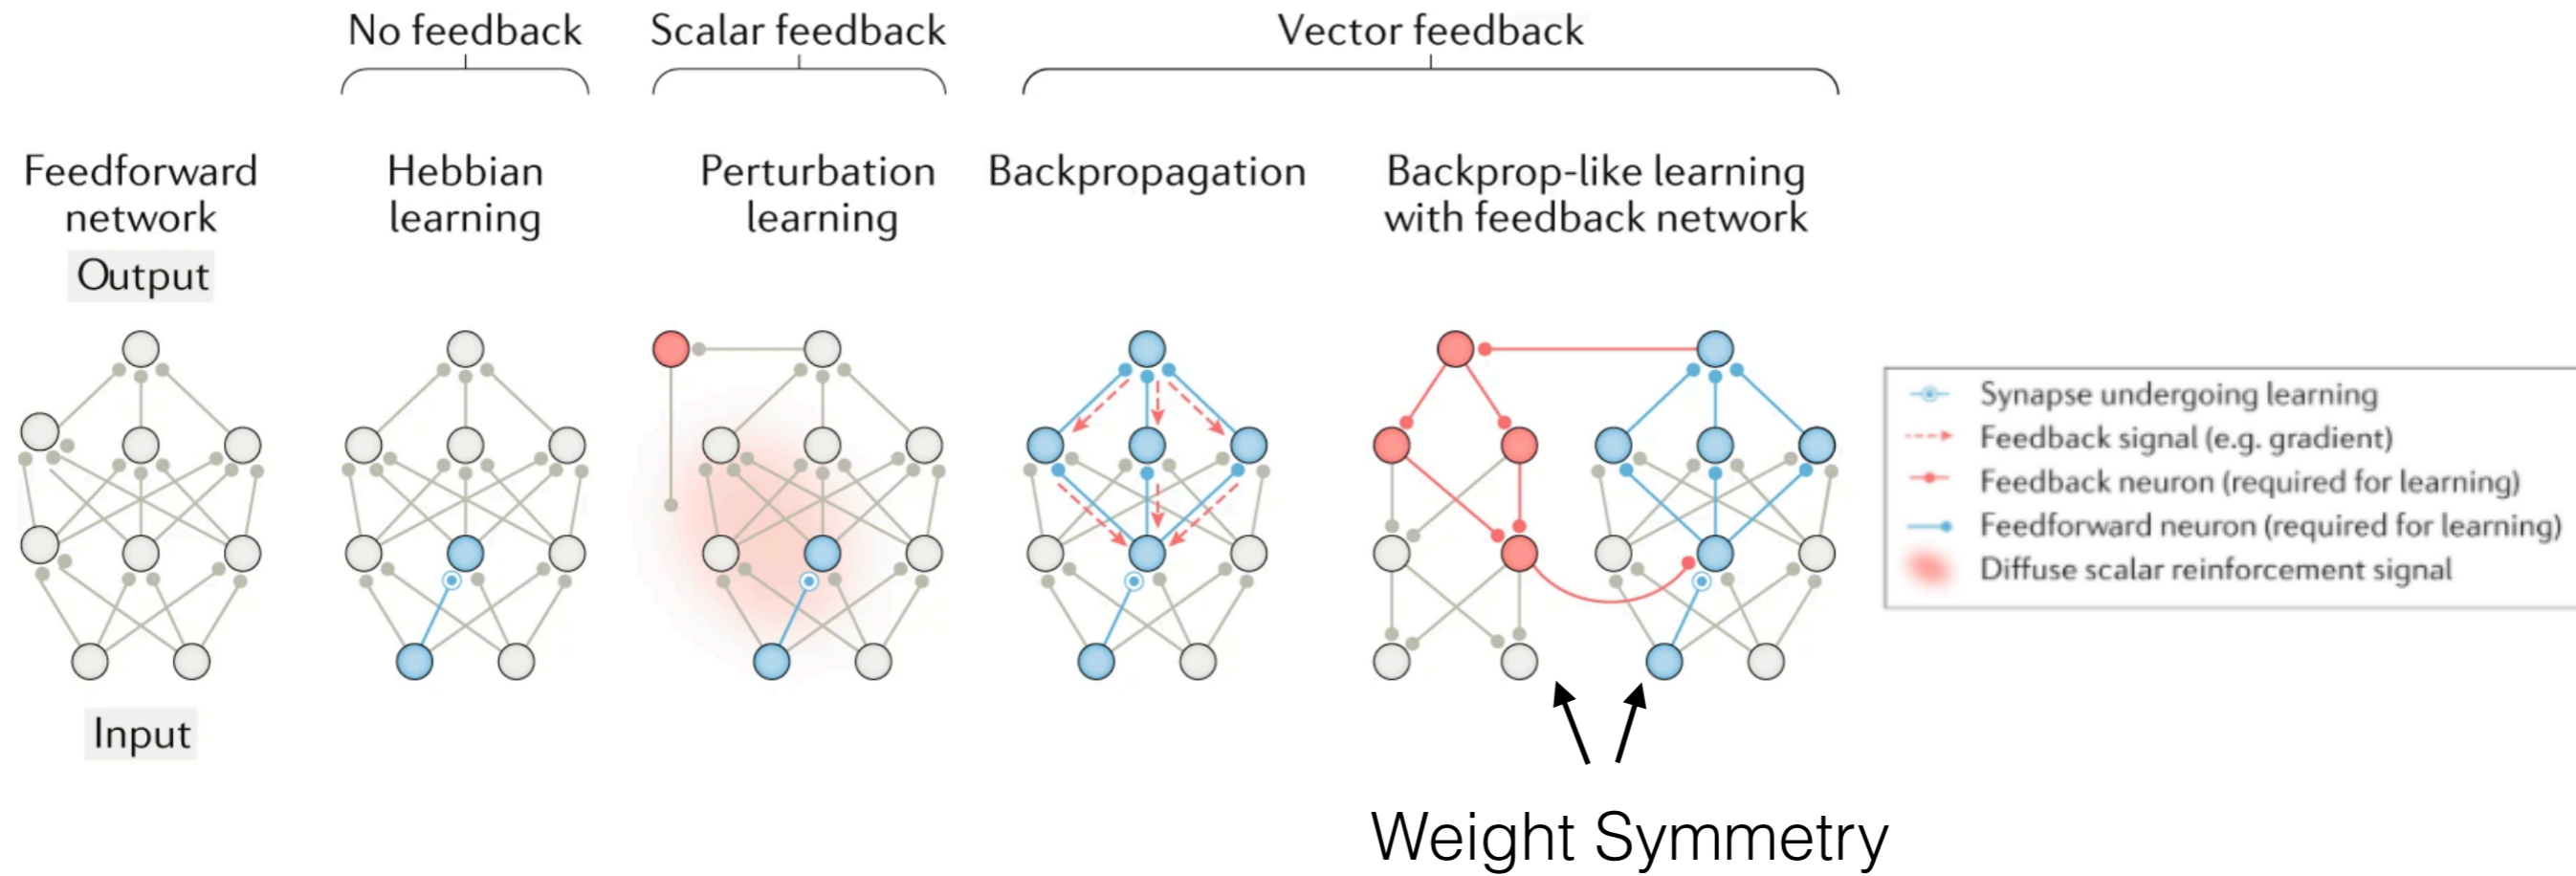 No feedback
Scalar feedback
Vector feedback
Feedforward
network
Hebbian
learning
Perturbation
learning
Backpropagation
Backprop-like learning
with feedback network
Output
Synapse undergoing learning
Feedback signal (e.g. gradient)
Feedback neuron (required for learning)
Feedforward neuron (required for learning)
Diffuse scalar reinforcement signal
Input
Weight Symmetry